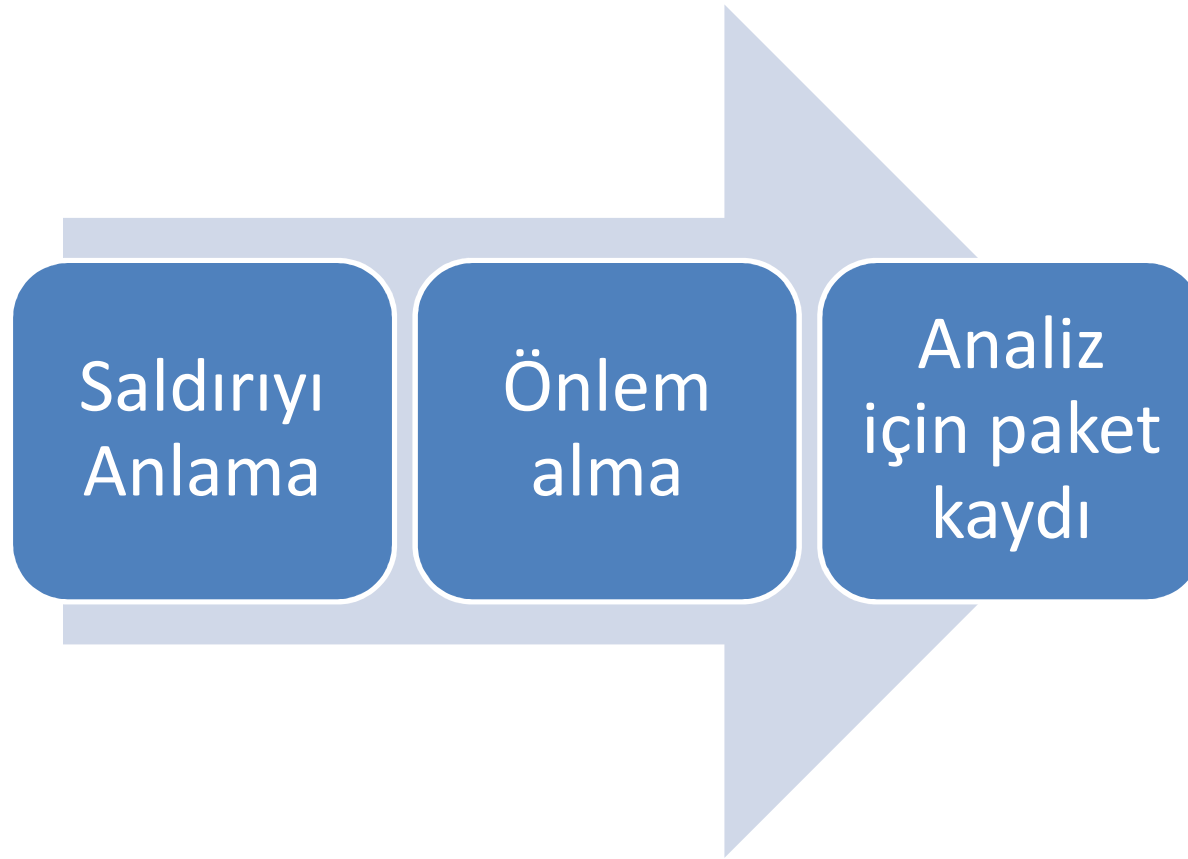 Saldırıyı
Anlama
Önlem
alma
Analiz
için paket
kaydı